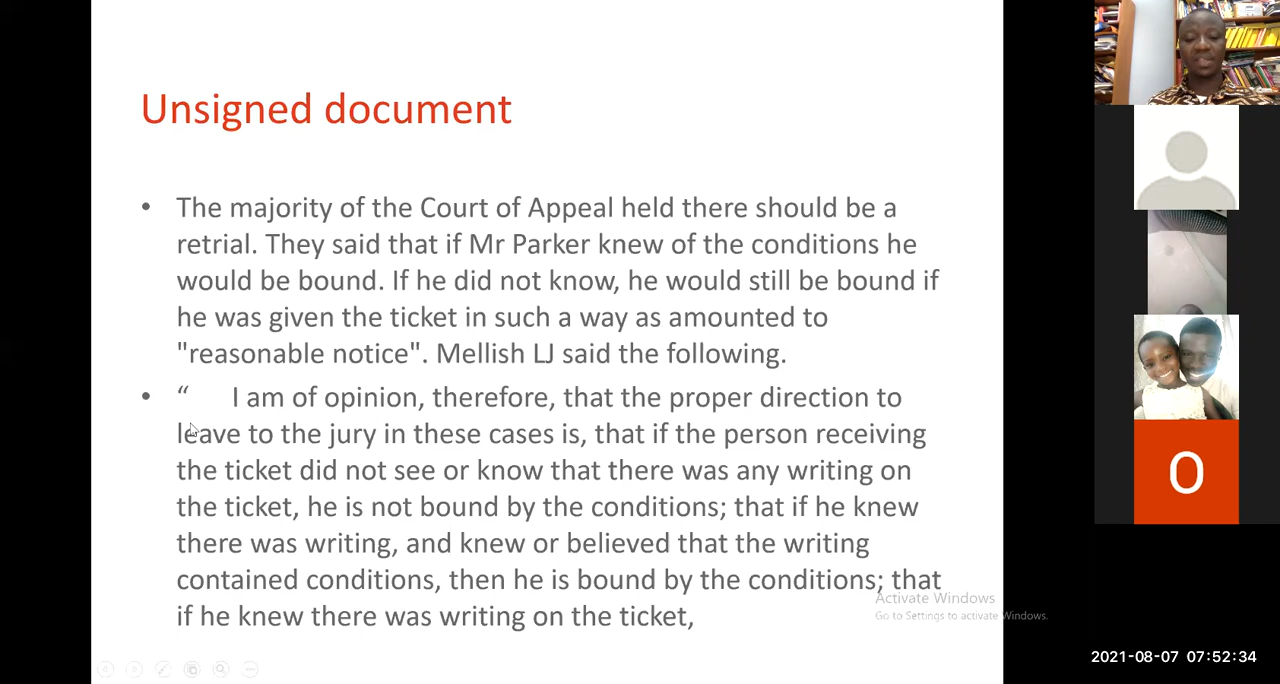 Unsigned document
• The majority of the Court of Appeal held there should be a
retrial. They said that if Mr Parker knew of the conditions he
would be bound. If he did not know, he would still be bound if
he was given the ticket in such a way as amounted to
"reasonable notice". Mellish LJ said the following.
• “ I am of opinion, therefore, that the proper direction to
leave to the jury in these cases is, that if the person receiving
the ticket did not see or know that there was any writing on
the ticket, he is not bound by the conditions; that if he knew
there was writing, and knew or believed that the writing
contained conditions, then he is bound by the conditions; that
if he knew there was writing on the ticket,
Activate Windows
Go to Settings to activate Windows.
O
2021-08-07 07:52:34